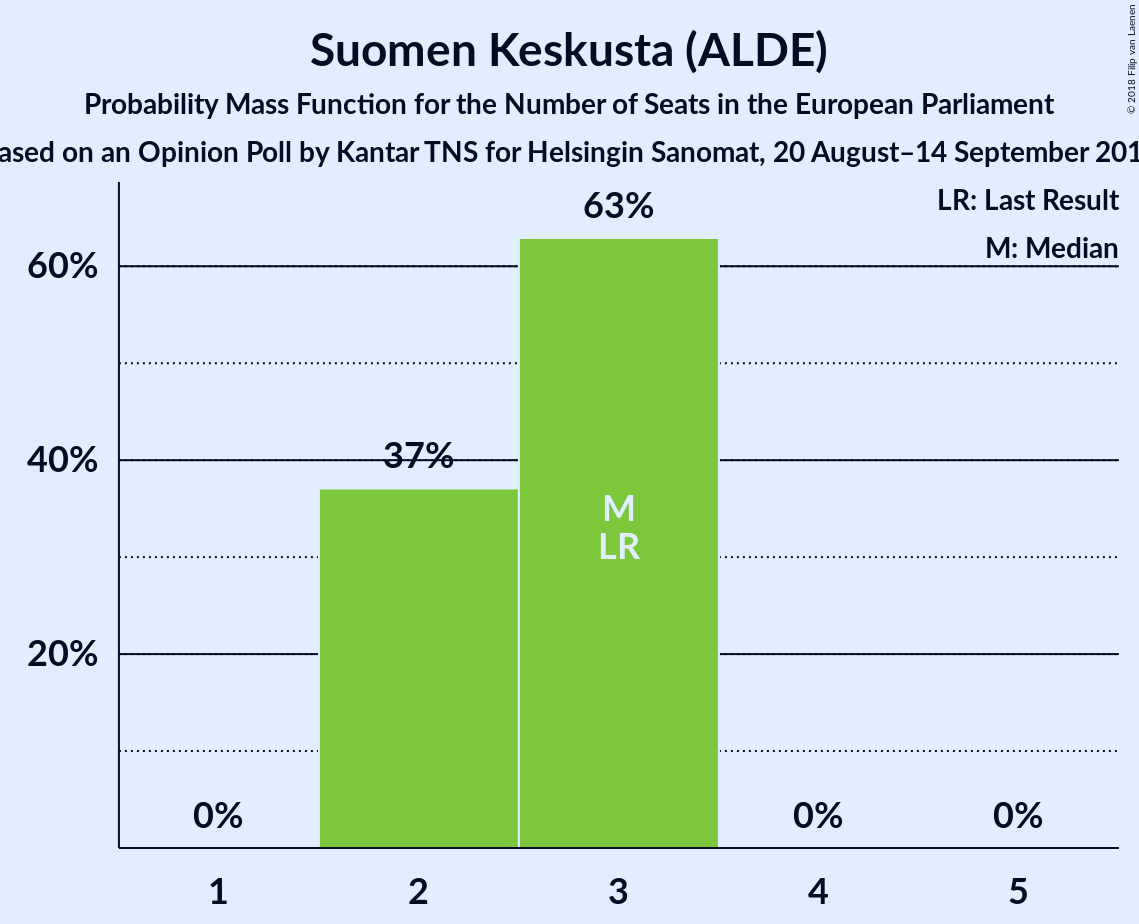 Suomen Keskusta (ALDE)
Probability Mass Function for the Number of Seats in the European Parliament
ased on an Opinion Poll by Kantar TNS for Helsingin Sanomat, 20 August–14 September 201
© 2018 Filip van Laenen
LR: Last Result
M: Median
63%
60%
37%
40%
M
LR
20%
0%
0%
0%
1
2
3
4
5